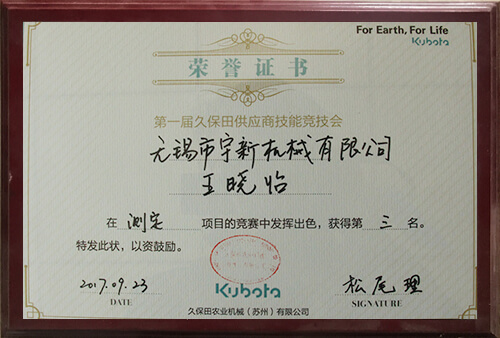 For Earth, For Life
Kubota
荣誉证书
第一届久保田供应商技能竞技会
无锡市宇新机械有限公司
王晓怡
在 测定 项目的竞赛中发挥出色，获得第 三 名。
特发此状，以资鼓励。
2017.09.23
DATE
Kubota
久保田农业机械（苏州）有限公司
松尾理
SIGNATURE